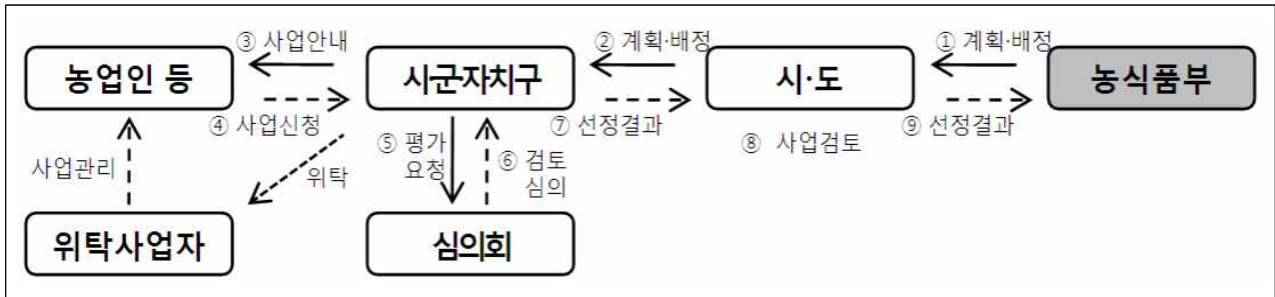 ③ 사업안내
② 계획·배정
① 계획·배정
농업인 등
시·군·자치구
시·도
농식품부
④ 사업신청
⑦ 선정결과
⑨ 선정결과
⑤ 평가
요청
⑥ 검토
심의
⑧ 사업검토
사업관리
위탁
위탁사업자
심의회